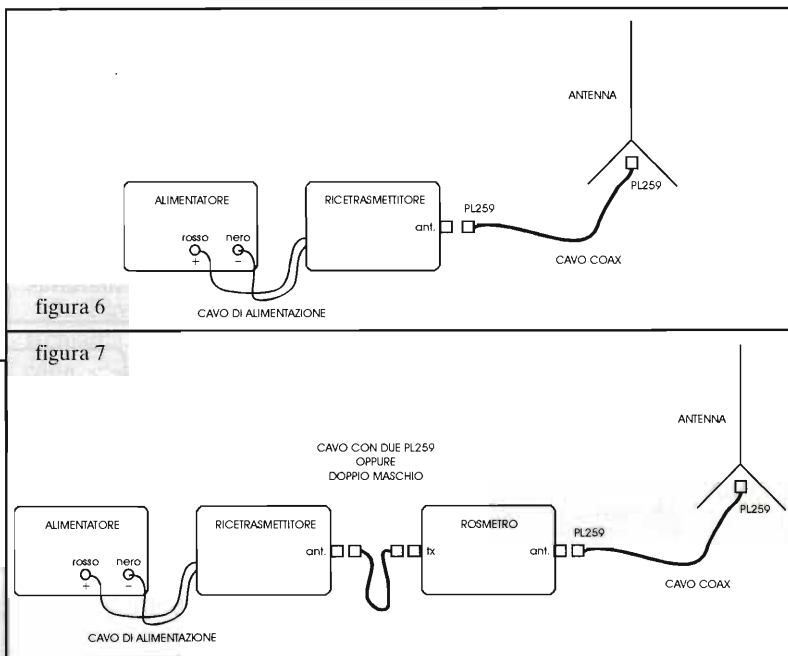 ANTENNA
ALIMENTATORE
RICETRASMETTITORE
PL259
PL259
rosso
nero
ant.
+
−
CAVO COAX
figura 6
CAVO DI ALIMENTAZIONE
figura 7
ANTENNA
CAVO CON DUE PL259
OPPURE
DOPPIO MASCHIO
PL259
ALIMENTATORE
RICETRASMETTITORE
ROSMETRO
PL259
rosso
nero
ant.
tx
ant.
+
−
CAVO COAX
CAVO DI ALIMENTAZIONE